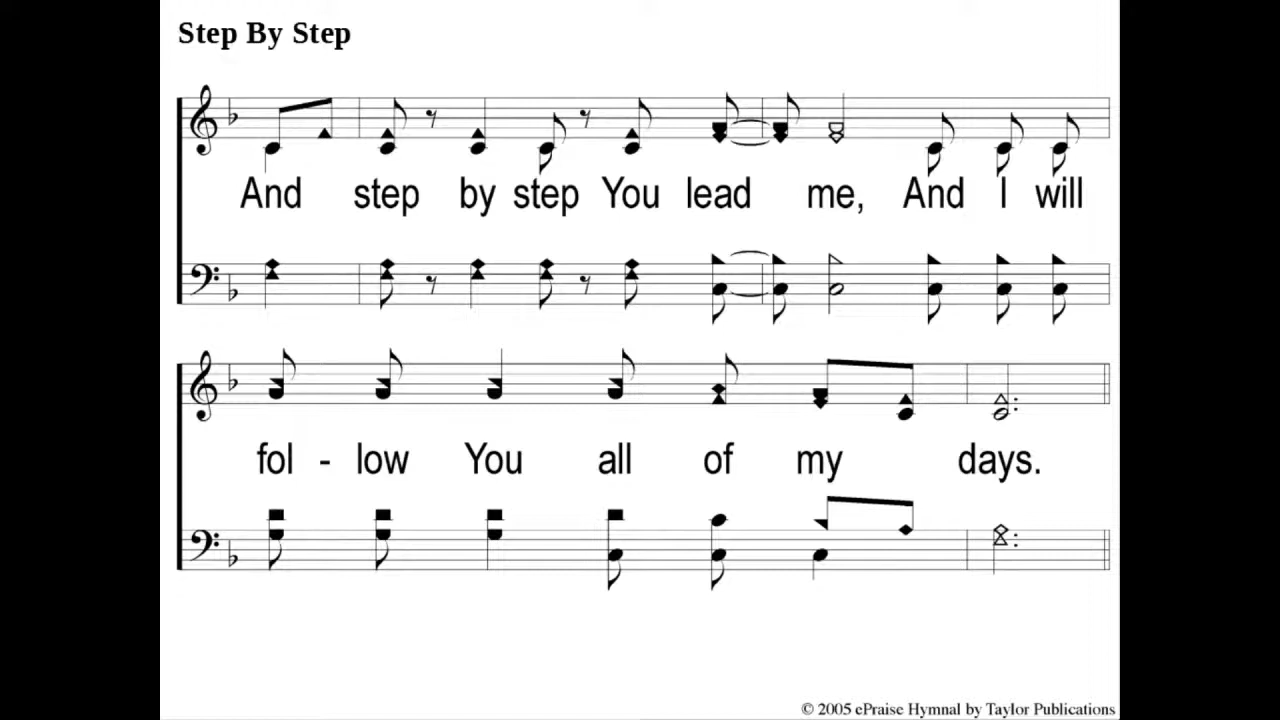 Step By Step
And step by step You lead me, And I will
fol - low You all of my days.
© 2005 ePraise Hymnal by Taylor Publications